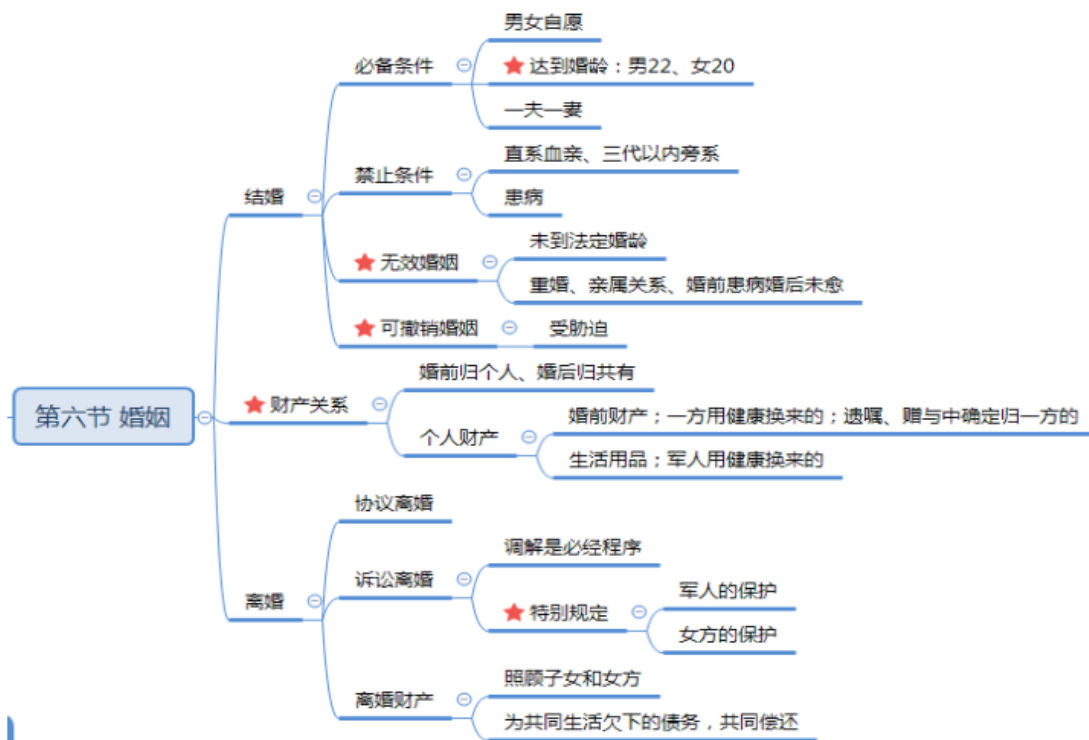 第六节 婚姻
结婚
必备条件
男女自愿
达到婚龄：男22、女20
一夫一妻
禁止条件
直系血亲、三代以内旁系
患病
无效婚姻
未到法定婚龄
重婚、亲属关系、婚前患病婚后未愈
可撤销婚姻
受胁迫
财产关系
婚前归个人、婚后归共有
个人财产
婚前财产；一方用健康换来的；遗嘱、赠与中确定归一方的
生活用品；军人用健康换来的
离婚
协议离婚
诉讼离婚
调解是必经程序
特别规定
军人的保护
女方的保护
离婚财产
照顾子女和女方
为共同生活欠下的债务，共同偿还